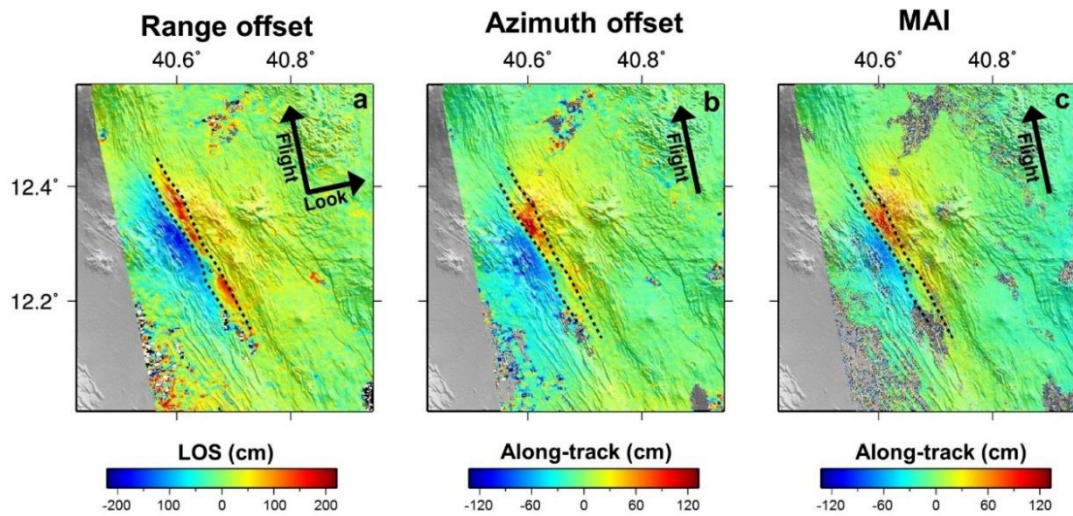 Range offset
Azimuth offset
MAI
40.6° 40.8°
40.6° 40.8°
40.6° 40.8°
a
b
c
Flight
Look
Flight
Flight
12.4°
12.2°
LOS (cm)
Along-track (cm)
Along-track (cm)
-200 100 0 100 200
-120 -60 0 60 120
-120 -60 0 60 120